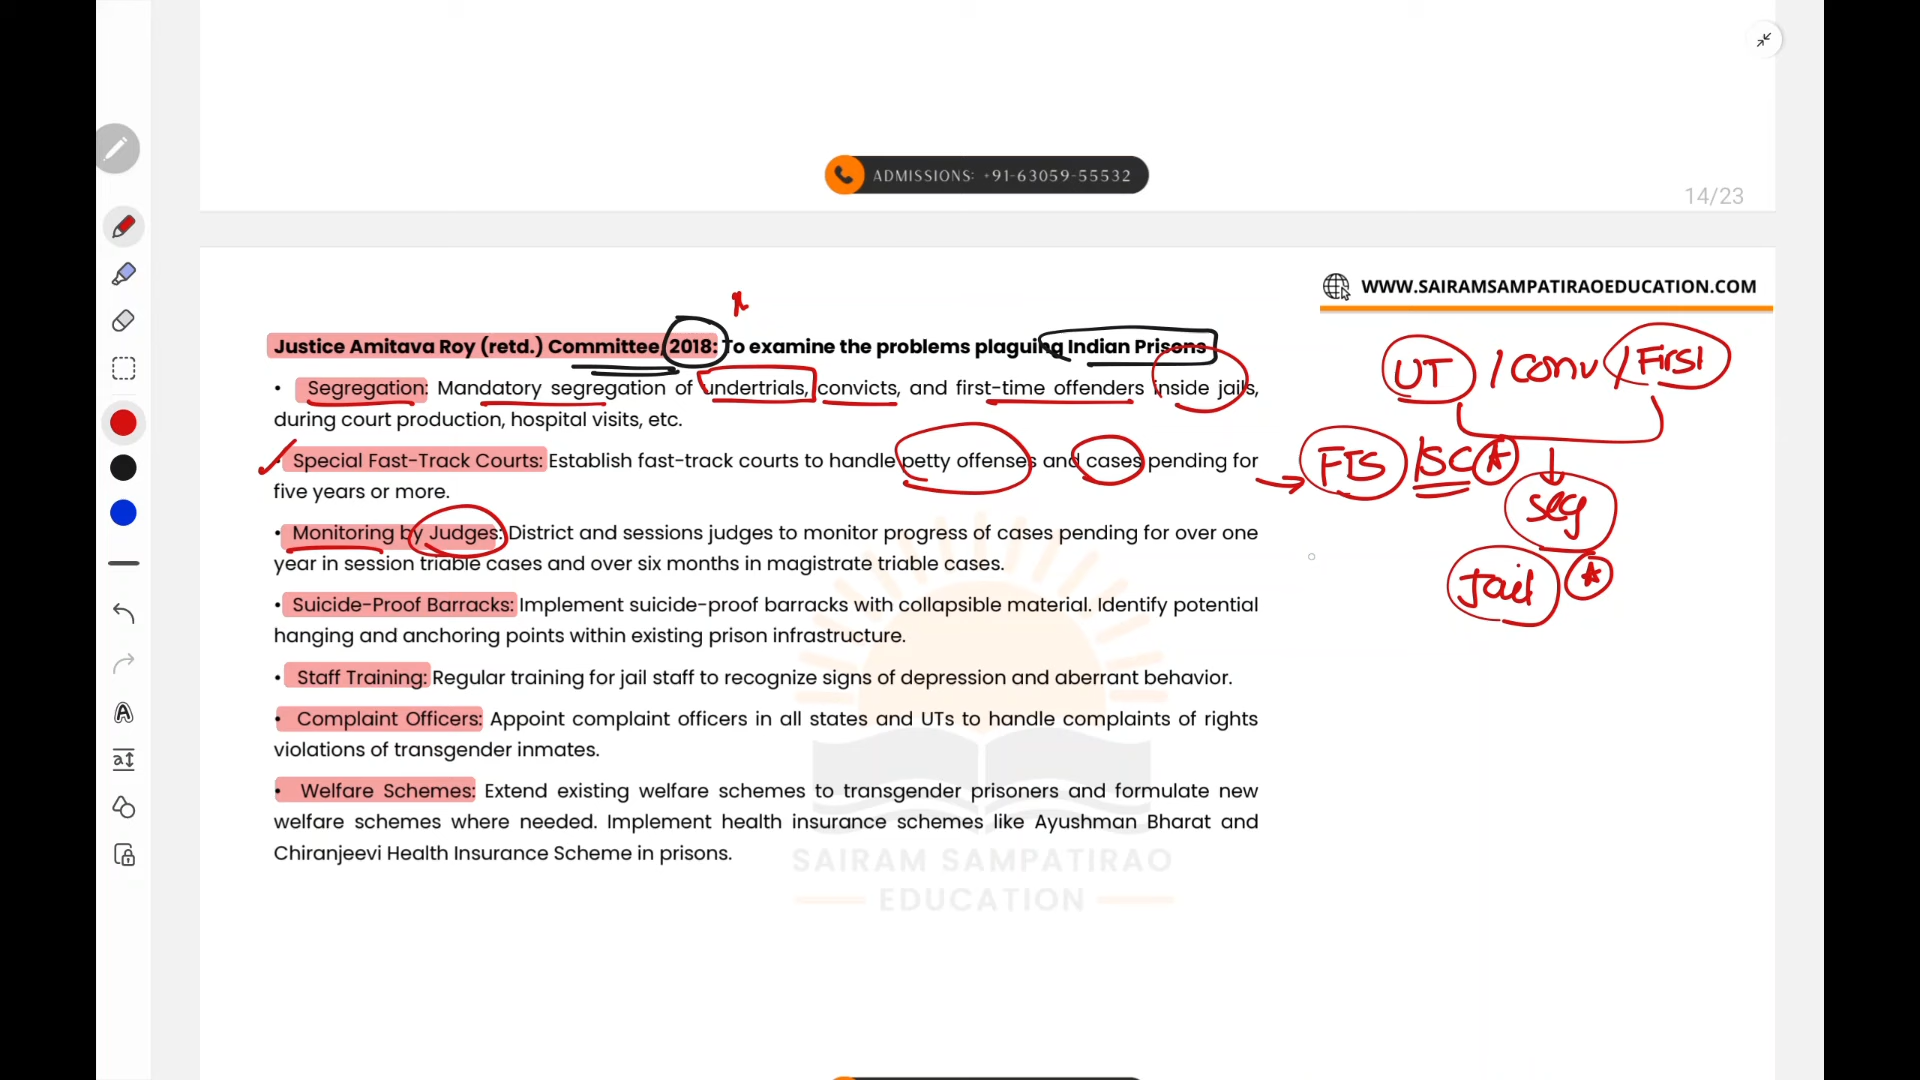 ADMISSIONS: +91-63059-55532
14/23
WWW.SAIRAMSAMPATIRAOEDUCATION.COM
Justice Amitava Roy (retd.) Committee, 2018: To examine the problems plaguing Indian Prisons
• Segregation: Mandatory segregation of undertrials, convicts, and first-time offenders inside jails,
during court production, hospital visits, etc.
• Special Fast-Track Courts: Establish fast-track courts to handle petty offenses and cases pending for
five years or more.
• Monitoring by Judges: District and sessions judges to monitor progress of cases pending for over one
year in session triable cases and over six months in magistrate triable cases.
• Suicide-Proof Barracks: Implement suicide-proof barracks with collapsible material. Identify potential
hanging and anchoring points within existing prison infrastructure.
• Staff Training: Regular training for jail staff to recognize signs of depression and aberrant behavior.
• Complaint Officers: Appoint complaint officers in all states and UTs to handle complaints of rights
violations of transgender inmates.
• Welfare Schemes: Extend existing welfare schemes to transgender prisoners and formulate new
welfare schemes where needed. Implement health insurance schemes like Ayushman Bharat and
Chiranjeevi Health Insurance Scheme in prisons.
SAIRAM SAMPATIRAO
EDUCATION
UT / Conv / First
/SC
Seg
Jail